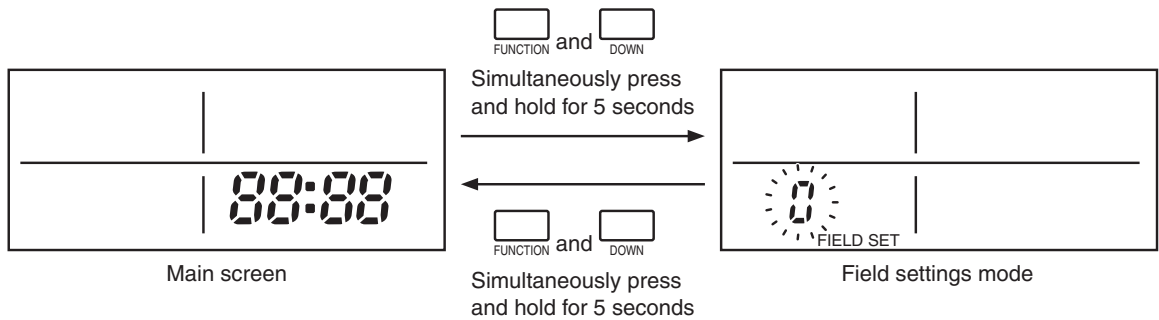 FUNCTION and DOWN
Simultaneously press
and hold for 5 seconds
88:88
Main screen
0
FIELD SET
Field settings mode
FUNCTION and DOWN
Simultaneously press
and hold for 5 seconds